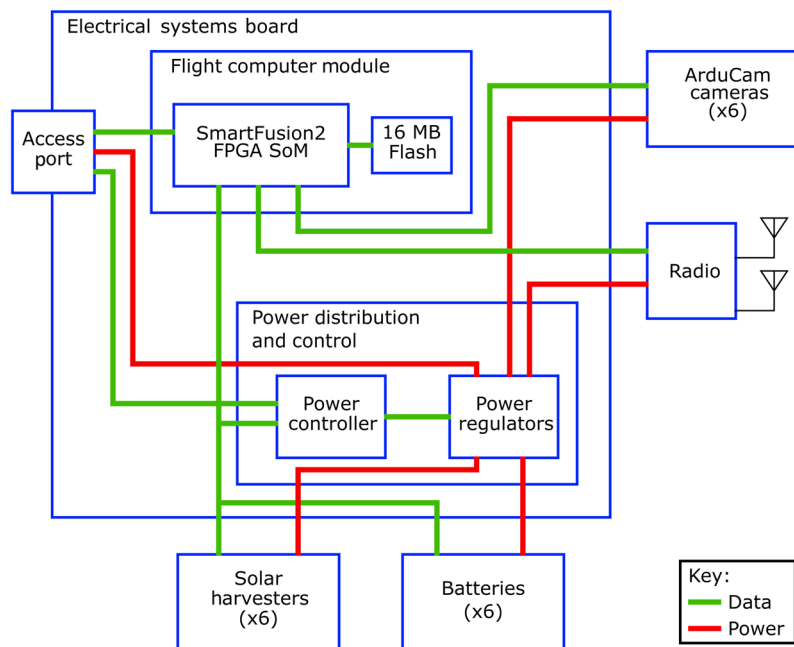 Electrical systems board
Flight computer module
ArduCam
cameras
(x6)
Access
port
SmartFusion2
FPGA SoM
16 MB
Flash
Radio
Power distribution
and control
Power
controller
Power
regulators
Solar
harvesters
(x6)
Batteries
(x6)
Key:
Data
Power